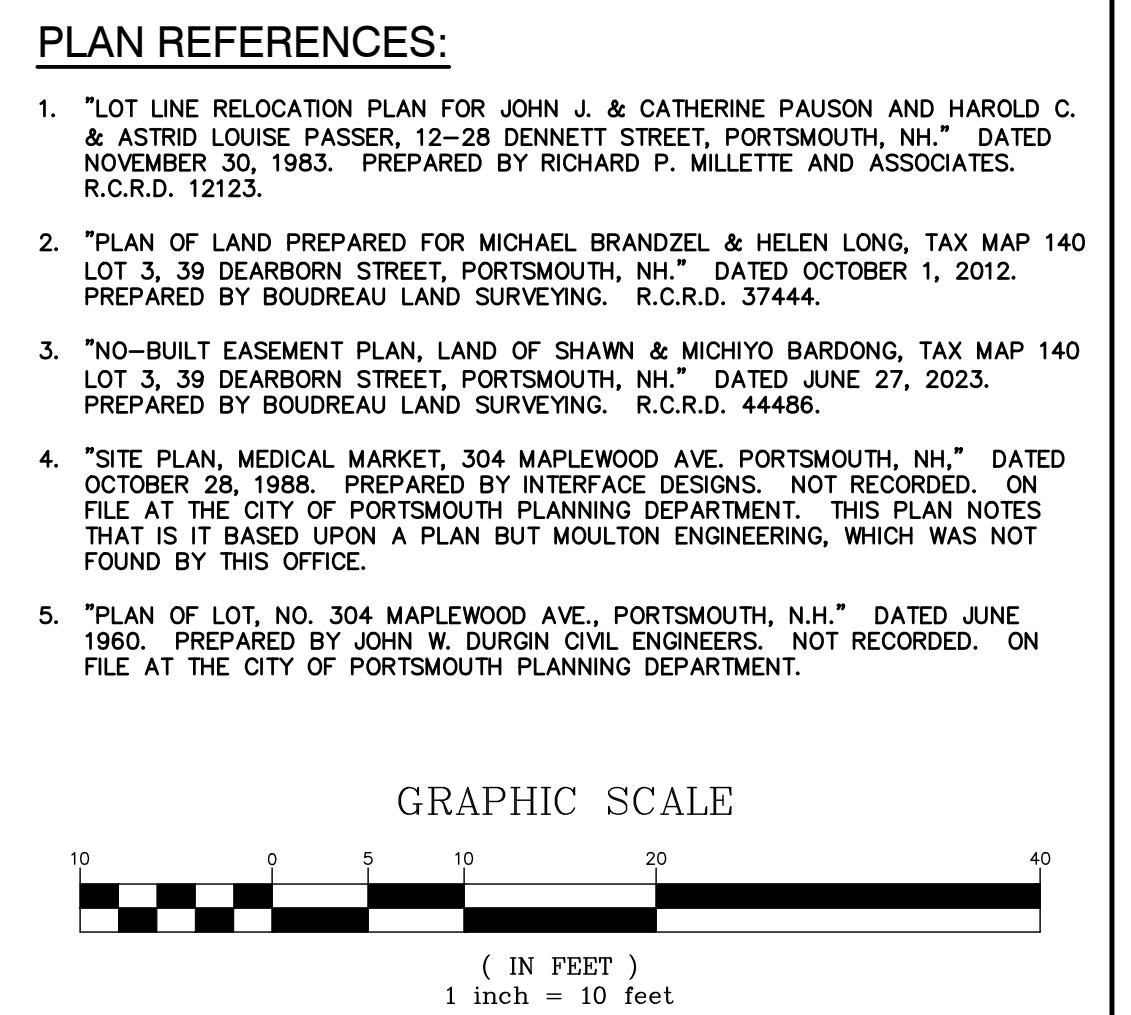 PLAN REFERENCES:
1. "LOT LINE RELOCATION PLAN FOR JOHN J. & CATHERINE PAUSON AND HAROLD C.
& ASTRID LOUISE PASSER, 12–28 DENNETT STREET, PORTSMOUTH, NH." DATED
NOVEMBER 30, 1983. PREPARED BY RICHARD P. MILLETTE AND ASSOCIATES.
R.C.R.D. 12123.
2. "PLAN OF LAND PREPARED FOR MICHAEL BRANDZEL & HELEN LONG, TAX MAP 140
LOT 3, 39 DEARBORN STREET, PORTSMOUTH, NH." DATED OCTOBER 1, 2012.
PREPARED BY BOUDREAU LAND SURVEYING. R.C.R.D. 37444.
3. "NO–BUILT EASEMENT PLAN, LAND OF SHAWN & MICHIYO BARDONG, TAX MAP 140
LOT 3, 39 DEARBORN STREET, PORTSMOUTH, NH." DATED JUNE 27, 2023.
PREPARED BY BOUDREAU LAND SURVEYING. R.C.R.D. 44486.
4. "SITE PLAN, MEDICAL MARKET, 304 MAPLEWOOD AVE. PORTSMOUTH, NH," DATED
OCTOBER 28, 1988. PREPARED BY INTERFACE DESIGNS. NOT RECORDED. ON
FILE AT THE CITY OF PORTSMOUTH PLANNING DEPARTMENT. THIS PLAN NOTES
THAT IS IT BASED UPON A PLAN BUT MOULTON ENGINEERING, WHICH WAS NOT
FOUND BY THIS OFFICE.
5. "PLAN OF LOT, NO. 304 MAPLEWOOD AVE., PORTSMOUTH, N.H." DATED JUNE
1960. PREPARED BY JOHN W. DURGIN CIVIL ENGINEERS. NOT RECORDED. ON
FILE AT THE CITY OF PORTSMOUTH PLANNING DEPARTMENT.
GRAPHIC SCALE
10 0 5 10 20 40
( IN FEET )
1 inch = 10 feet